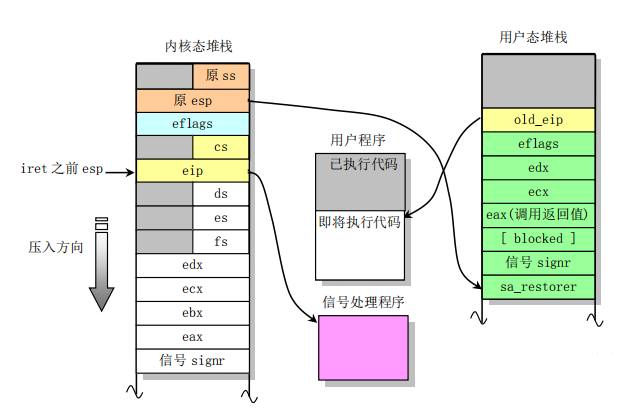 内核态堆栈
原 ss
原 esp
eflags
cs
eip
ds
es
fs
edx
ecx
ebx
eax
信号 signr
iret 之前 esp
压入方向
用户程序
已执行代码
即将执行代码
信号处理程序
用户态堆栈
old_eip
eflags
edx
ecx
eax(调用返回值)
[ blocked ]
信号 signr
sa_restorer